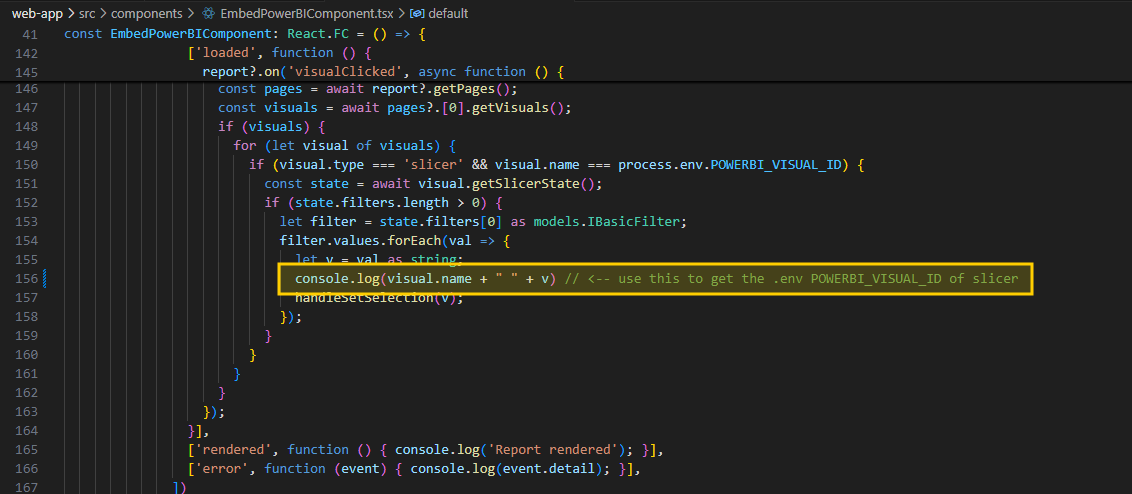 web-app > src > components > EmbedPowerBIComponent.tsx > default
41 const EmbedPowerBIComponent: React.FC = () => {
142 ['loaded', function () {
145 report?.on('visualClicked', async function () {
146 const pages = await report?.getPages();
147 const visuals = await pages?.[0].getVisuals();
148 if (visuals) {
149 for (let visual of visuals) {
150 if (visual.type === 'slicer' && visual.name === process.env.POWERBI_VISUAL_ID) {
151 const state = await visual.getSlicerState();
152 if (state.filters.length > 0) {
153 let filter = state.filters[0] as models.IBasicFilter;
154 filter.values.forEach(val => {
155 let v = val as string;
156 console.log(visual.name + " " + v) // <-- use this to get the .env POWERBI_VISUAL_ID of slicer
157 handleSetSelection(v);
158 });
159 }
160 }
161 }
162 }
163 });
164 }],
165 ['rendered', function () { console.log('Report rendered'); }],
166 ['error', function (event) { console.log(event.detail); }],
167 ])